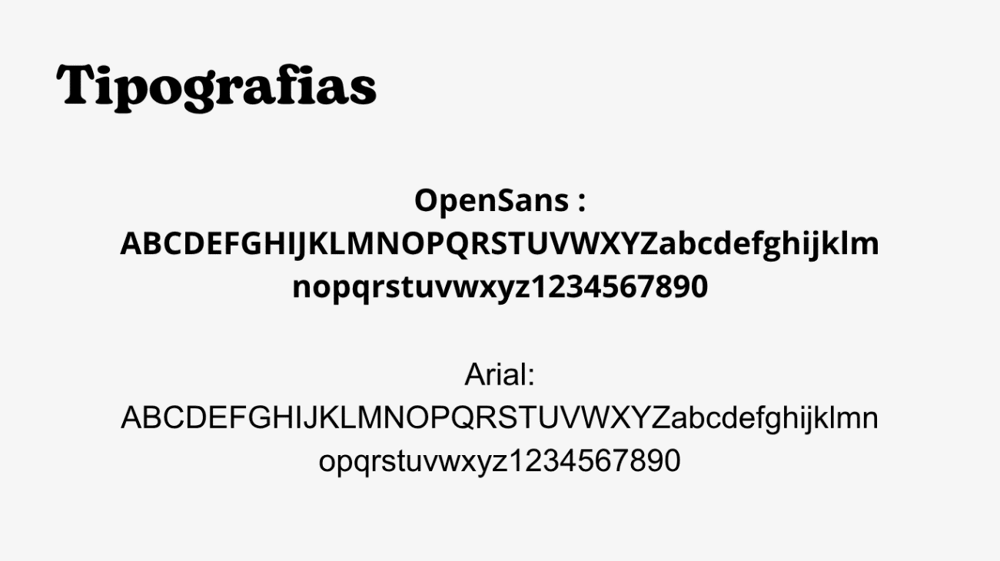 Tipografias
OpenSans :
ABCDEFGHIJKLMNOPQRSTUVWXYZabcdefghijklm
nopqrstuvwxyz1234567890
Arial:
ABCDEFGHIJKLMNOPQRSTUVWXYZabcdefghijklmn
opqrstuvwxyz1234567890